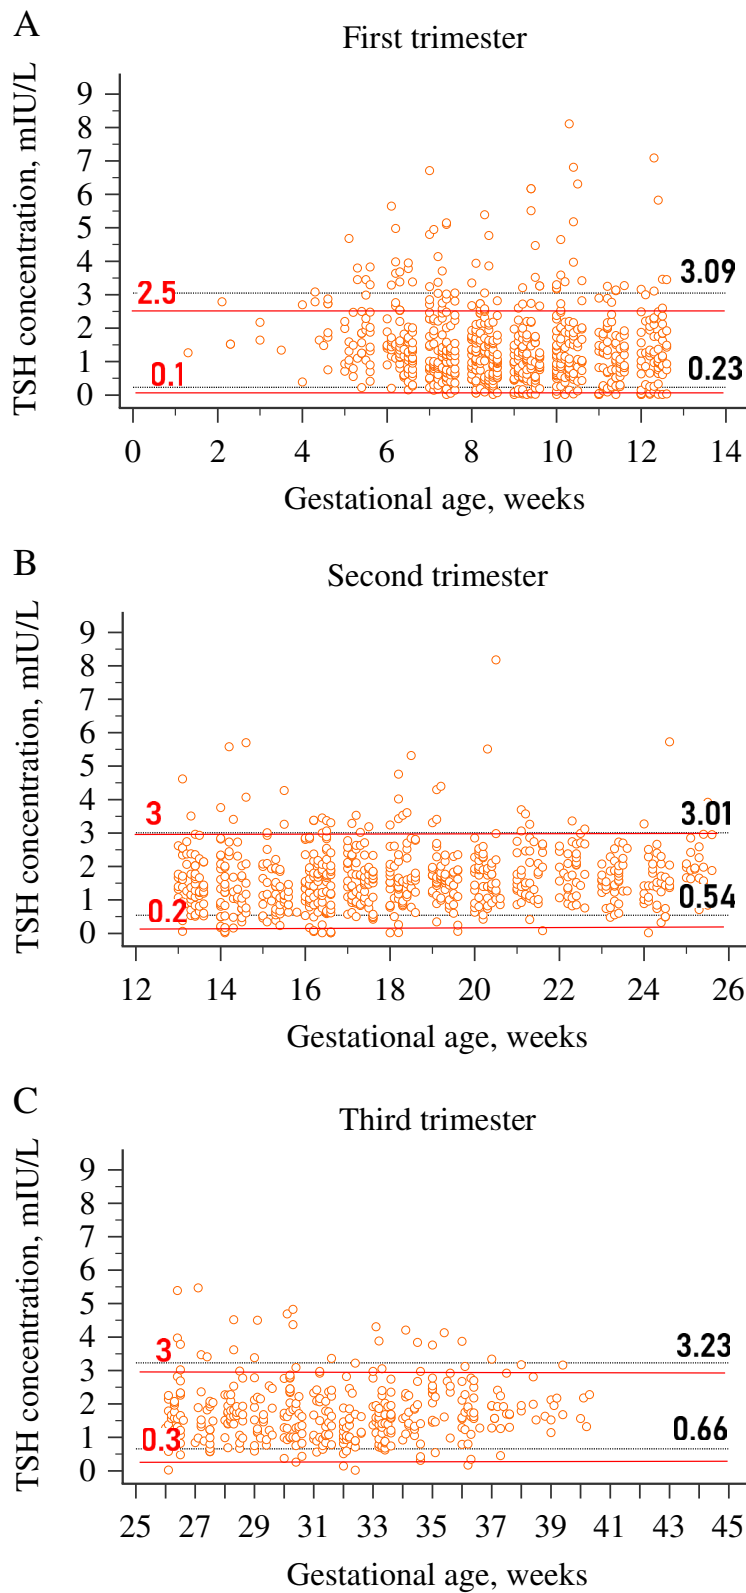 A
First trimester
TSH concentration, mIU/L
9
8
7
6
5
4
3
2
1
0
2.5
3.09
0.1
0.23
0 2 4 6 8 10 12 14
Gestational age, weeks
B
Second trimester
TSH concentration, mIU/L
9
8
7
6
5
4
3
2
1
0
3
3.01
0.2
0.54
12 14 16 18 20 22 24 26
Gestational age, weeks
C
Third trimester
TSH concentration, mIU/L
9
8
7
6
5
4
3
2
1
0
3
3.23
0.3
0.66
25 27 29 31 33 35 37 39 41 43 45
Gestational age, weeks